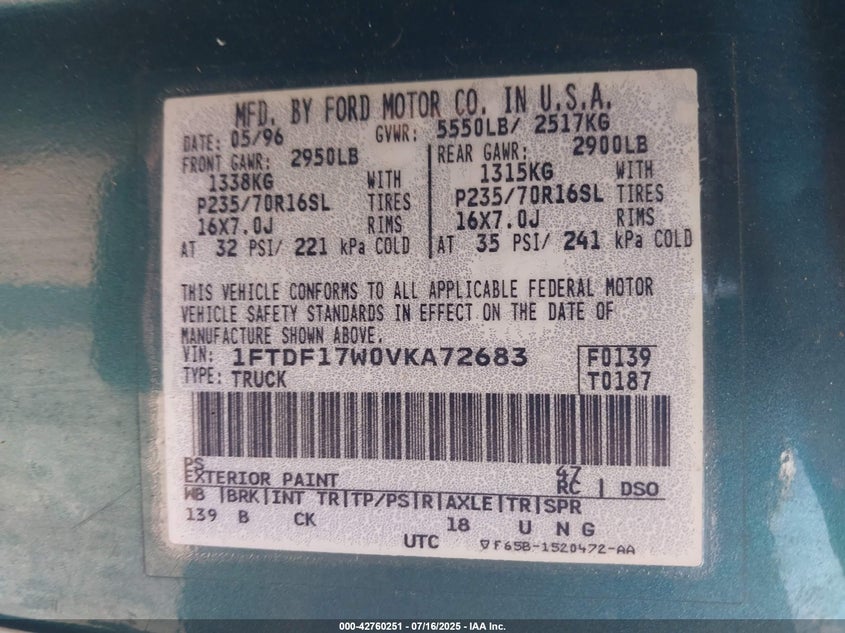 MFD. BY FORD MOTOR CO. IN U.S.A.
DATE: 05/96 GVWR: 5550LB/ 2517KG
FRONT GAWR: 2950LB REAR GAWR: 2900LB
1338KG WITH 1315KG WITH
P235/70R16SL TIRES P235/70R16SL TIRES
16X7.0J RIMS 16X7.0J RIMS
AT 32 PSI/ 221 kPa COLD AT 35 PSI/ 241 kPa COLD
THIS VEHICLE CONFORMS TO ALL APPLICABLE FEDERAL MOTOR
VEHICLE SAFETY STANDARDS IN EFFECT ON THE DATE OF
MANUFACTURE SHOWN ABOVE.
VIN: 1FTDF17W0VKA72683 F0139
TYPE: TRUCK T0187
PS 47
EXTERIOR PAINT RC | DSO
WB |BRK|INT TR|TP/PS|R|AXLE|TR|SPR
139 B CK 18 U N G
UTC ▽F65B-1520472-AA
000-42760251 - 07/16/2025 - IAA Inc.